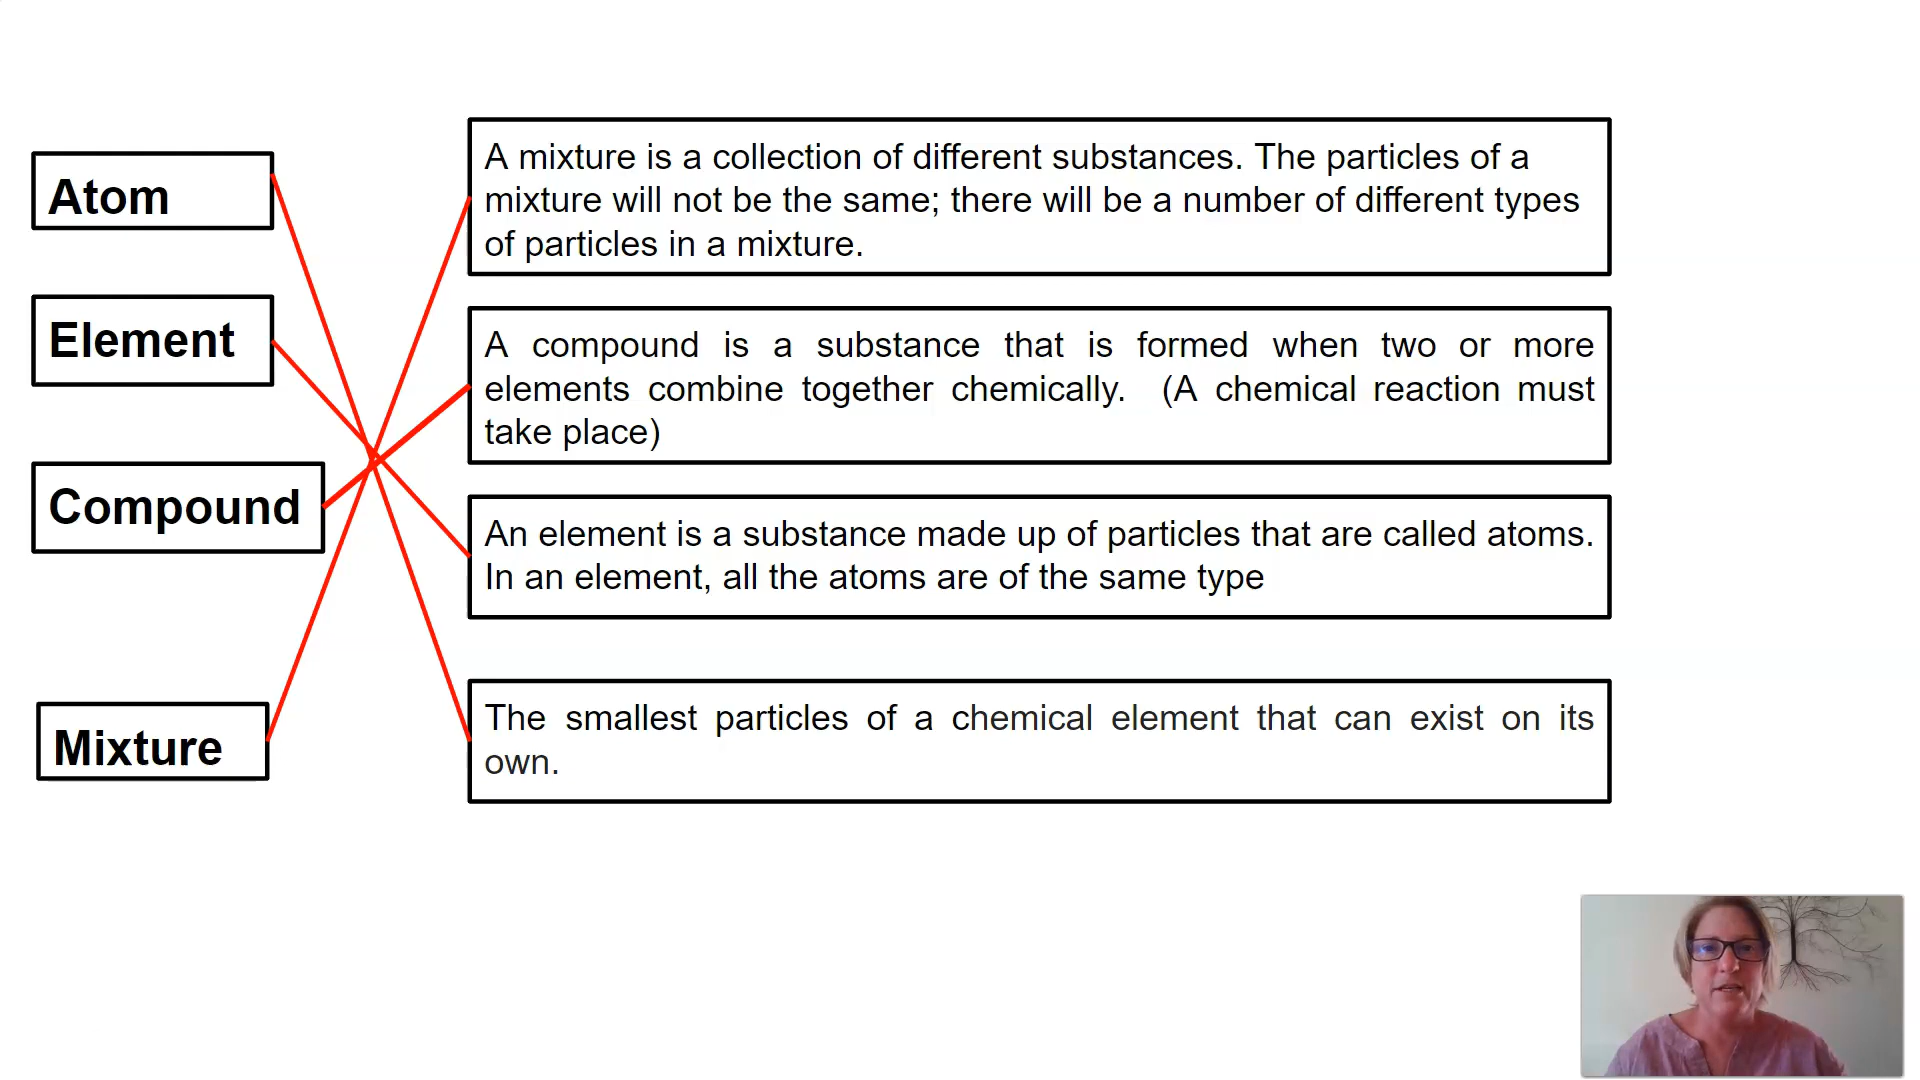 Atom
A mixture is a collection of different substances. The particles of a
mixture will not be the same; there will be a number of different types
of particles in a mixture.
Element
A compound is a substance that is formed when two or more
elements combine together chemically. (A chemical reaction must
take place)
Compound
An element is a substance made up of particles that are called atoms.
In an element, all the atoms are of the same type
Mixture
The smallest particles of a chemical element that can exist on its
own.